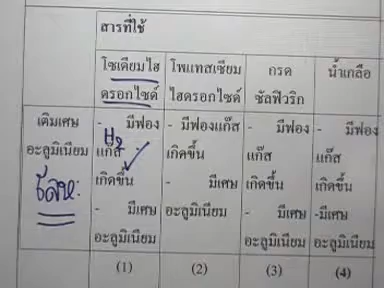 สารที่ใช้
โซเดียมไฮ
ดรอกไซด์
โพแทสเซียม
ไฮดรอกไซด์
กรด
ซัลฟิวริก
น้ำเกลือ
เติมเศษ
อะลูมิเนียม
โลหะ
- มีฟอง
H2
แก๊ส
เกิดขึ้น
- มีเศษ
อะลูมิเนียม
- มีฟองแก๊ส
เกิดขึ้น
- มีเศษ
อะลูมิเนียม
- มีฟอง
แก๊ส
เกิดขึ้น
- มีเศษ
อะลูมิเนียม
- มีฟอง
แก๊ส
เกิดขึ้น
-มีเศษ
อะลูมิเนียม
(1)
(2)
(3)
(4)